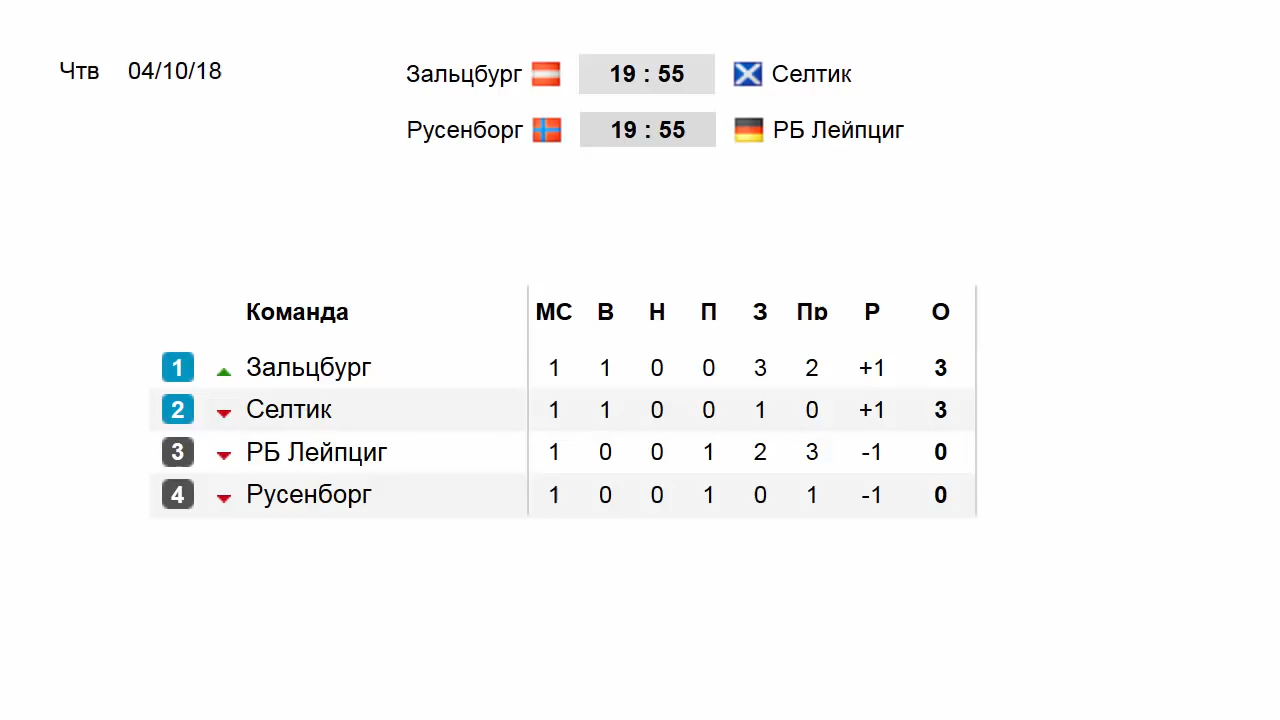 Чтв 04/10/18 Зальцбург 19 : 55 Селтик
Русенборг 19 : 55 РБ Лейпциг
Команда МС В Н П З Пр Р О
1 Зальцбург 1 1 0 0 3 2 +1 3
2 Селтик 1 1 0 0 1 0 +1 3
3 РБ Лейпциг 1 0 0 1 2 3 -1 0
4 Русенборг 1 0 0 1 0 1 -1 0